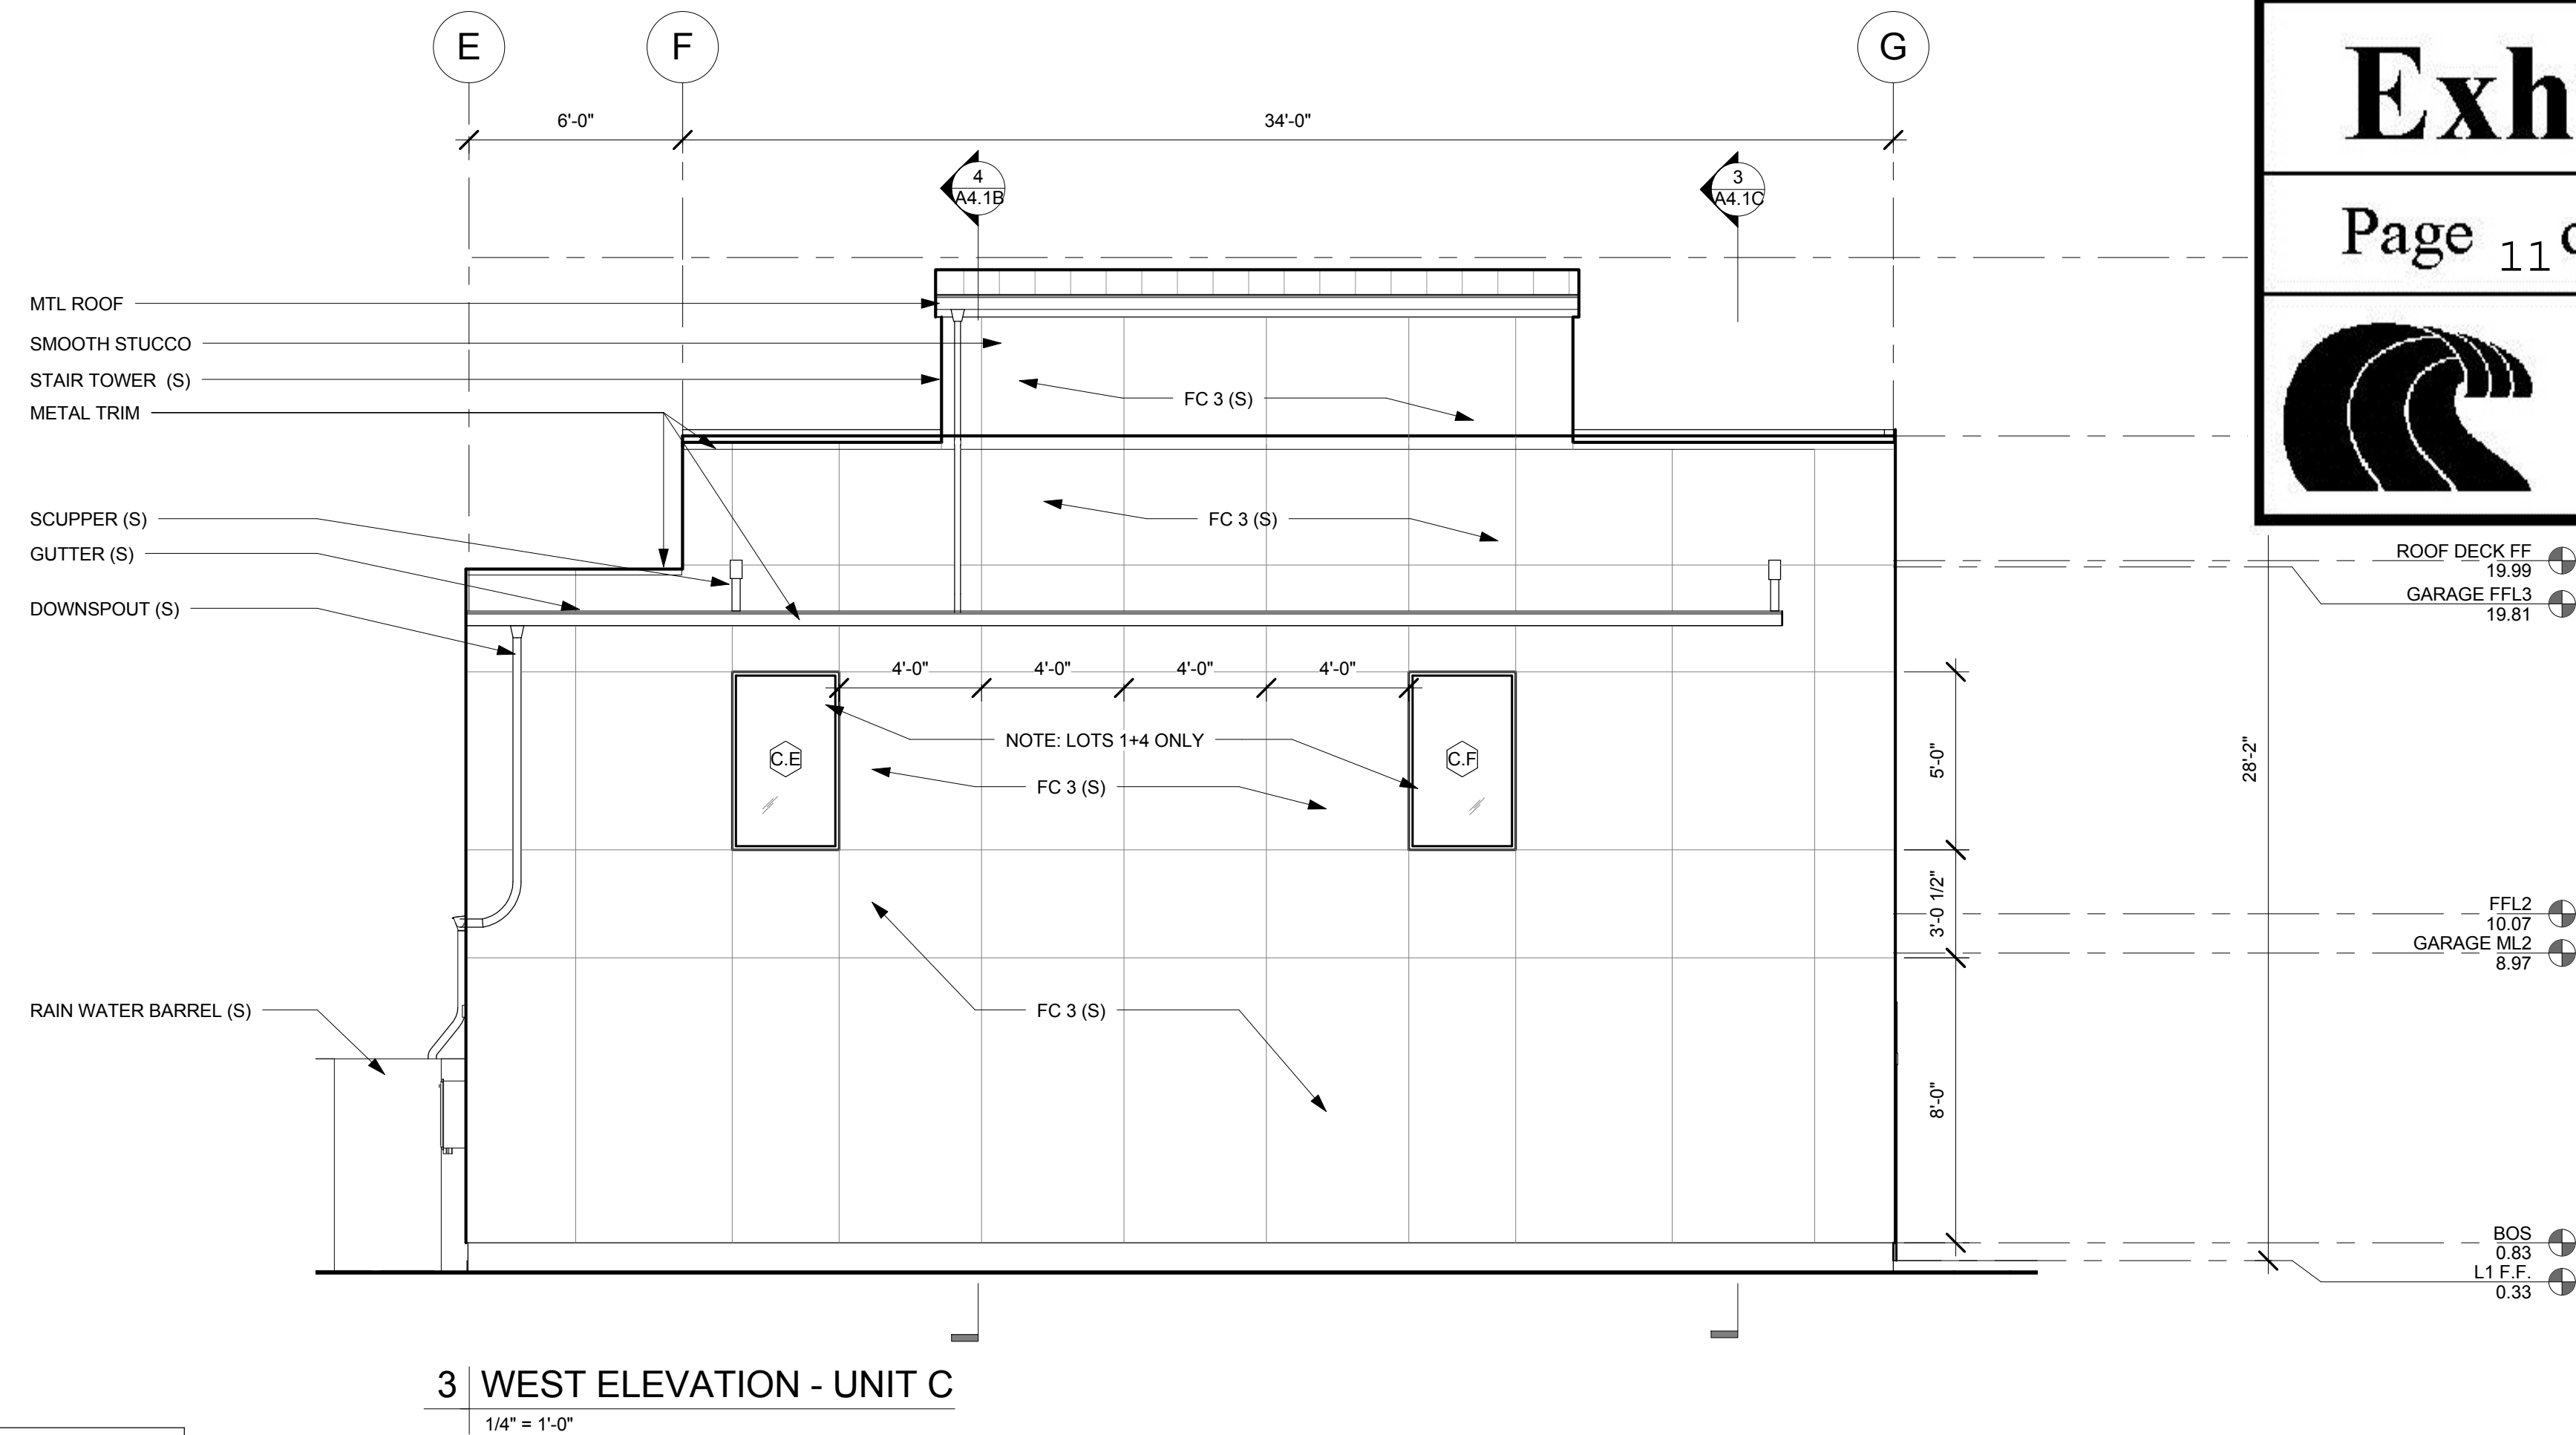 E
F
G
6'-0"
34'-0"
4
A4.1B
3
A4.1C
Exh
Page 11
MTL ROOF
SMOOTH STUCCO
STAIR TOWER (S)
METAL TRIM
SCUPPER (S)
GUTTER (S)
DOWNSPOUT (S)
RAIN WATER BARREL (S)
FC 3 (S)
FC 3 (S)
4'-0"
4'-0"
4'-0"
4'-0"
NOTE: LOTS 1+4 ONLY
C.E
C.F
FC 3 (S)
FC 3 (S)
5'-0"
3'-0 1/2"
8'-0"
28'-2"
ROOF DECK FF
19.99
GARAGE FFL3
19.81
FFL2
10.07
GARAGE ML2
8.97
BOS
0.83
L1 F.F.
0.33
3 WEST ELEVATION - UNIT C
1/4" = 1'-0"